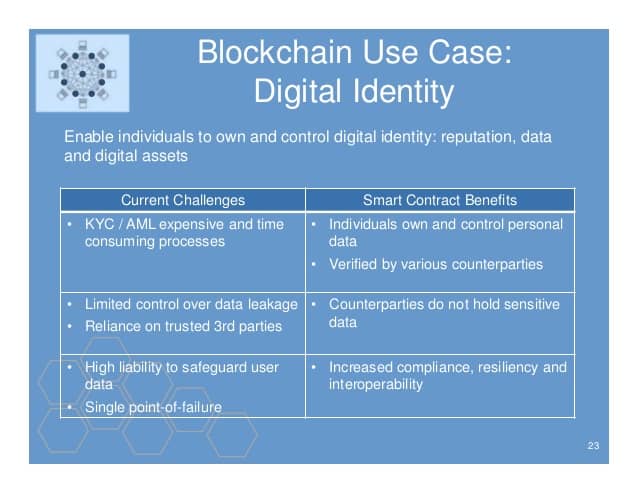 Blockchain Use Case:
Digital Identity
Enable individuals to own and control digital identity: reputation, data
and digital assets
Current Challenges
Smart Contract Benefits
• KYC / AML expensive and time
consuming processes
• Individuals own and control personal
data
• Verified by various counterparties
• Limited control over data leakage
• Reliance on trusted 3rd parties
• Counterparties do not hold sensitive
data
• High liability to safeguard user
data
• Single point-of-failure
• Increased compliance, resiliency and
interoperability
23